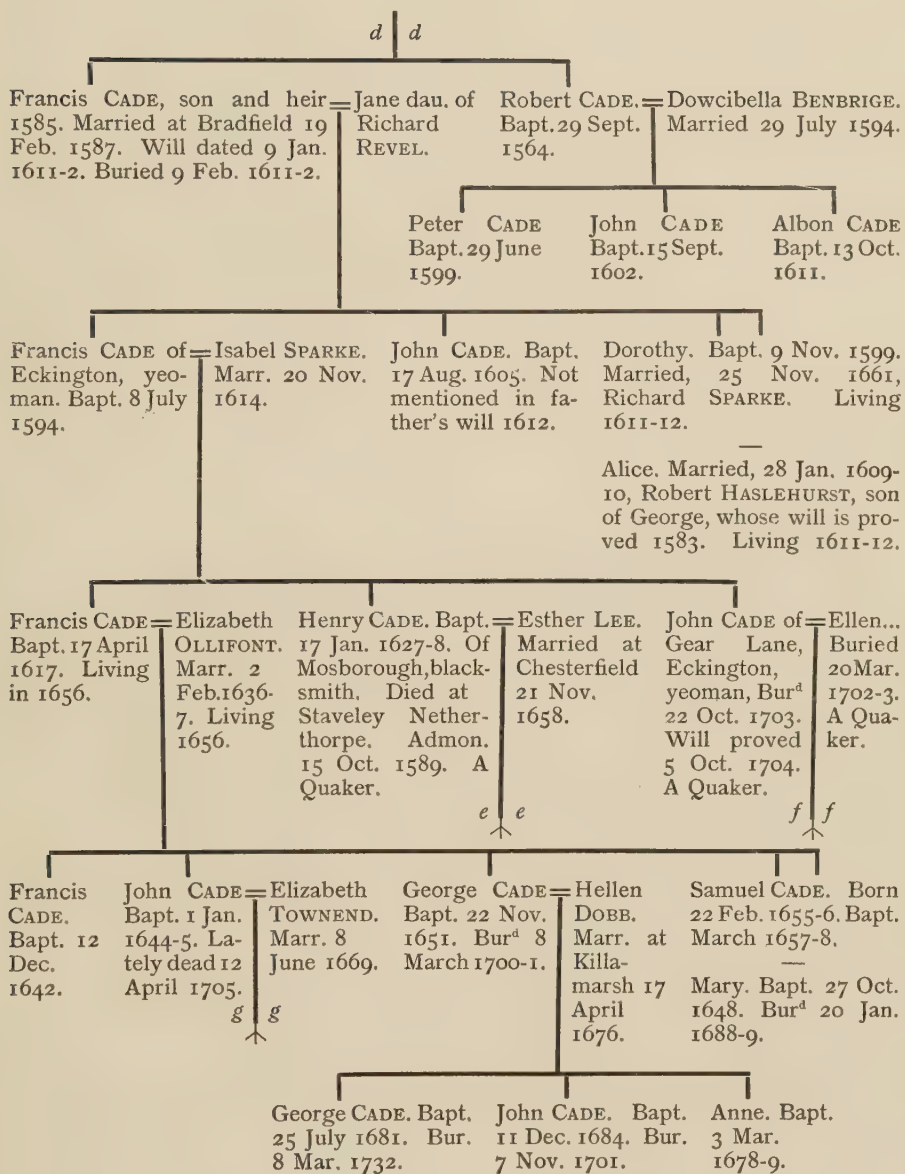 d d
Francis CADE, son and heir
1585. Married at Bradfield 19
Feb. 1587. Will dated 9 Jan.
1611-2. Buried 9 Feb. 1611-2.
=
Jane dau. of
Richard
REVEL.
Robert CADE.
Bapt. 29 Sept.
1564.
=
Dowcibella BENBRIGE.
Married 29 July 1594.
Peter CADE
Bapt. 29 June
1599.
John CADE
Bapt. 15 Sept.
1602.
Albon CADE
Bapt. 13 Oct.
1611.
Francis CADE of
Eckington, yeo-
man. Bapt. 8 July
1594.
=
Isabel SPARKE.
Marr. 20 Nov.
1614.
John CADE. Bapt.
17 Aug. 1605. Not
mentioned in fa-
ther's will 1612.
Dorothy. Bapt. 9 Nov. 1599.
Married, 25 Nov. 1661,
Richard SPARKE. Living
1611-12.
—
Alice. Married, 28 Jan. 1609-
10, Robert HASLEHURST, son
of George, whose will is pro-
ved 1583. Living 1611-12.
Francis CADE
Bapt. 17 April
1617. Living
in 1656.
=
Elizabeth
OLLIFONT.
Marr. 2
Feb. 1636-
7. Living
1656.
Henry CADE. Bapt.
17 Jan. 1627-8. Of
Mosborough, black-
smith. Died at
Staveley Nether-
thorpe. Admon.
15 Oct. 1589. A
Quaker.
=
Esther LEE.
Married at
Chesterfield
21 Nov.
1658.
e e
John CADE of
Gear Lane,
Eckington,
yeoman, Burd
22 Oct. 1703.
Will proved
5 Oct. 1704.
A Quaker.
=
Ellen...
Buried
20 Mar.
1702-3.
A Qua-
ker.
f f
Francis
CADE.
Bapt. 12
Dec.
1642.
John CADE
Bapt. 1 Jan.
1644-5. La-
tely dead 12
April 1705.
=
Elizabeth
TOWNEND.
Marr. 8
June 1669.
g g
George CADE
Bapt. 22 Nov.
1651. Burd 8
March 1700-1.
=
Hellen
DOBB.
Marr. at
Killa-
marsh 17
April
1676.
Samuel CADE. Born
22 Feb. 1655-6. Bapt.
March 1657-8.
—
Mary. Bapt. 27 Oct.
1648. Burd 20 Jan.
1688-9.
George CADE. Bapt.
25 July 1681. Bur.
8 Mar. 1732.
John CADE. Bapt.
11 Dec. 1684. Bur.
7 Nov. 1701.
Anne. Bapt.
3 Mar.
1678-9.